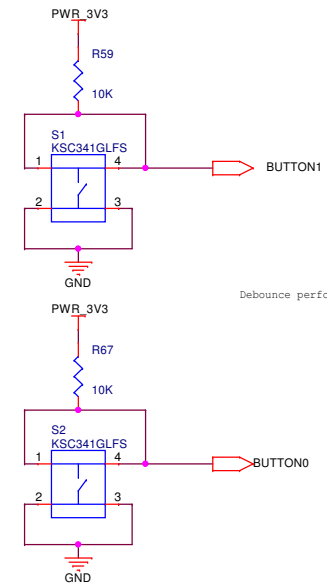 PWR_3V3
R59
10K
S1
KSC341GLFS
1 4
BUTTON1
2 3
GND
Debounce
PWR_3V3
R67
10K
S2
KSC341GLFS
1 4
BUTTON0
2 3
GND